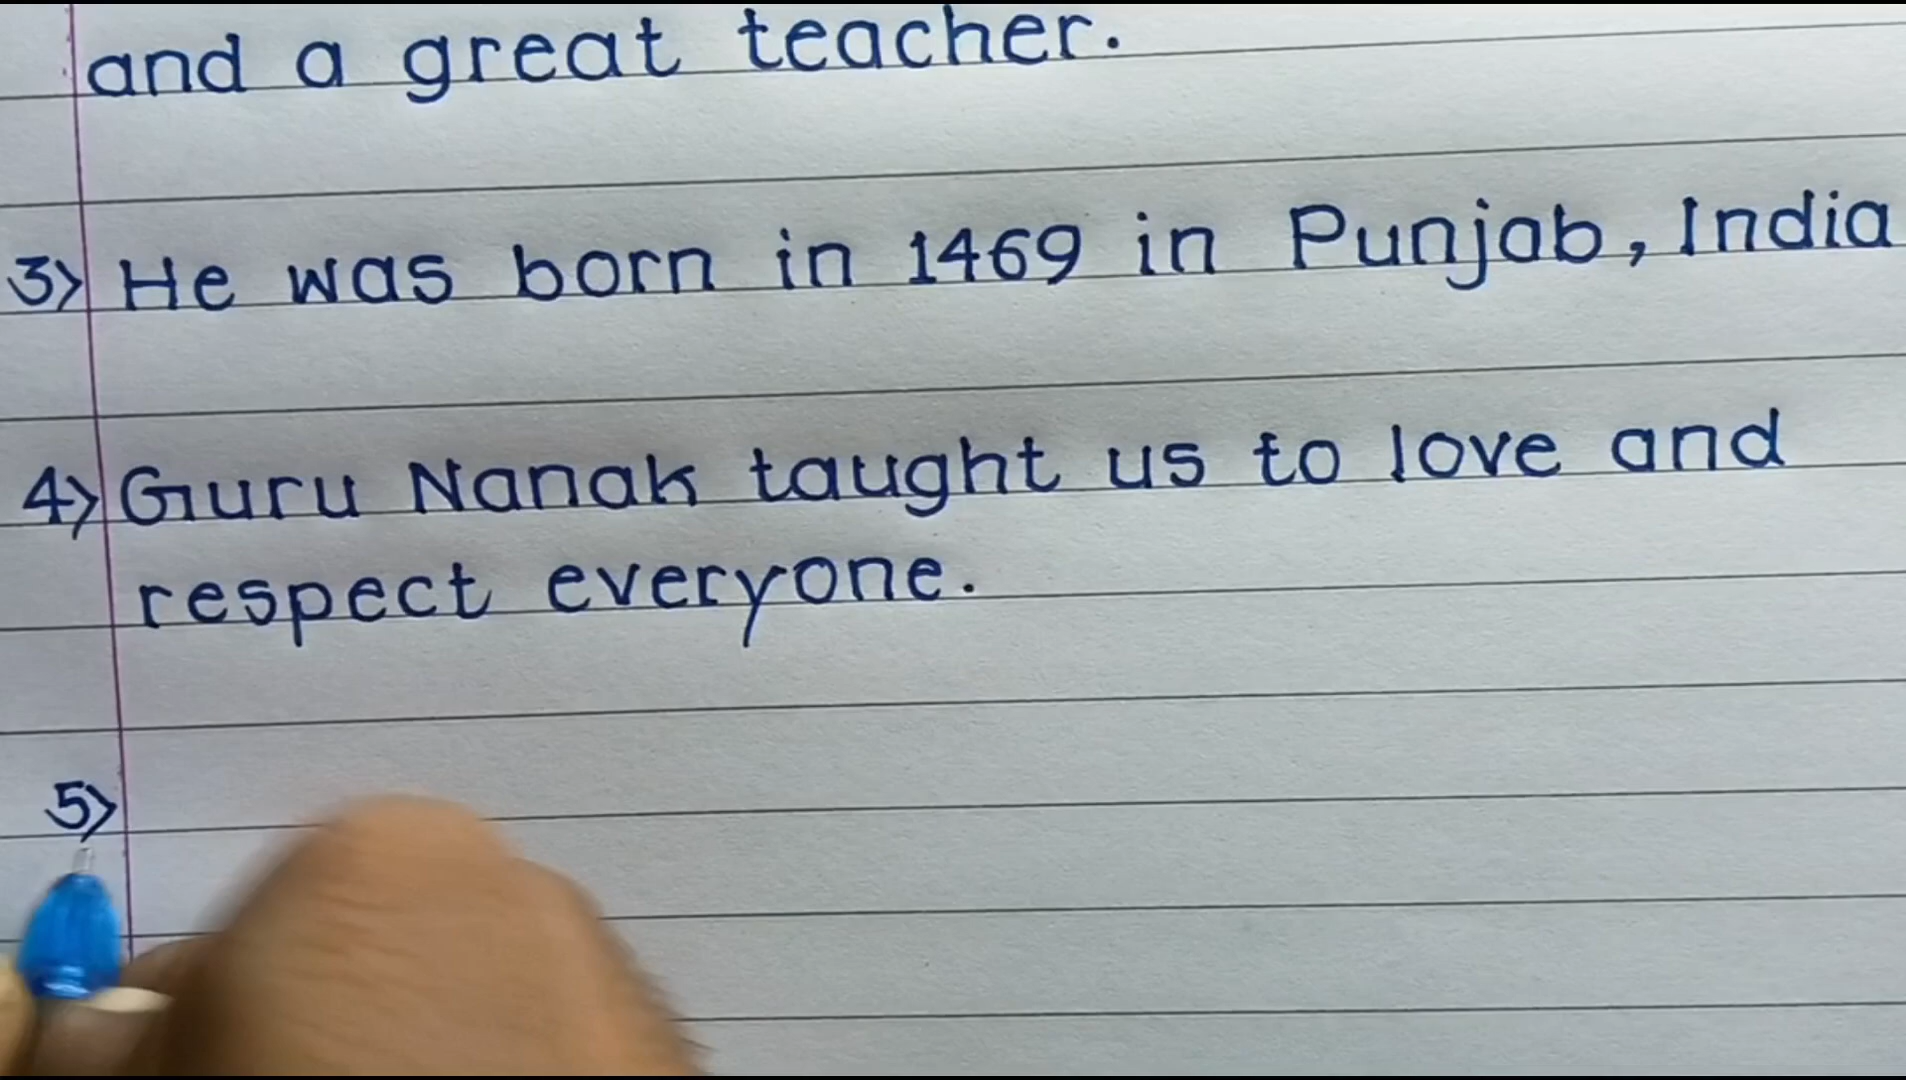 and a great teacher.
3) He was born in 1469 in Punjab, India
4) Guru Nanak taught us to love and
respect everyone.
5)